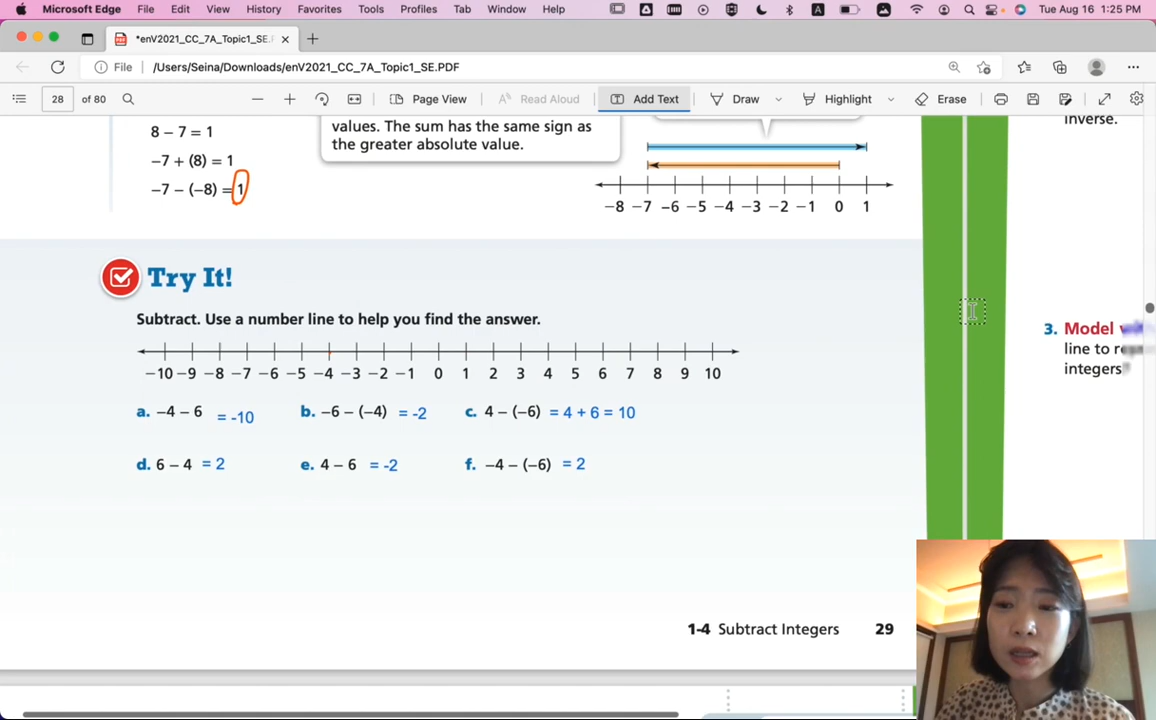 Microsoft Edge File Edit View History Favorites Tools Profiles Tab Window Help A Tue Aug 16 1:25 PM
*enV2021_CC_7A_Topic1_SE.F
File /Users/Seina/Downloads/enV2021_CC_7A_Topic1_SE.PDF
28 of 80 Page View Read Aloud Add Text Draw Highlight Erase
8 – 7 = 1
–7 + (8) = 1
–7 – (–8) = 1
values. The sum has the same sign as
the greater absolute value.
–8 –7 –6 –5 –4 –3 –2 –1 0 1
inverse.
Try It!
Subtract. Use a number line to help you find the answer.
–10 –9 –8 –7 –6 –5 –4 –3 –2 –1 0 1 2 3 4 5 6 7 8 9 10
a. –4 – 6 = -10 b. –6 – (–4) = -2 c. 4 – (–6) = 4 + 6 = 10
d. 6 – 4 = 2 e. 4 – 6 = -2 f. –4 – (–6) = 2
3. Model
line to
integers
1-4 Subtract Integers 29